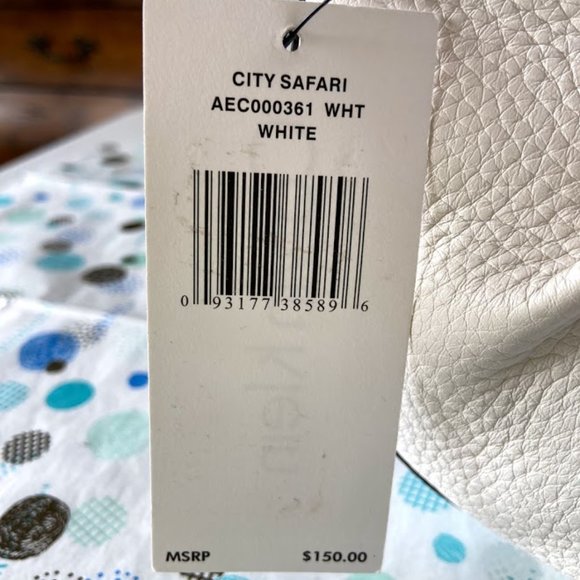 CITY SAFARI
AEC000361 WHT
WHITE
0 93177 38589 6
MSRP $150.00